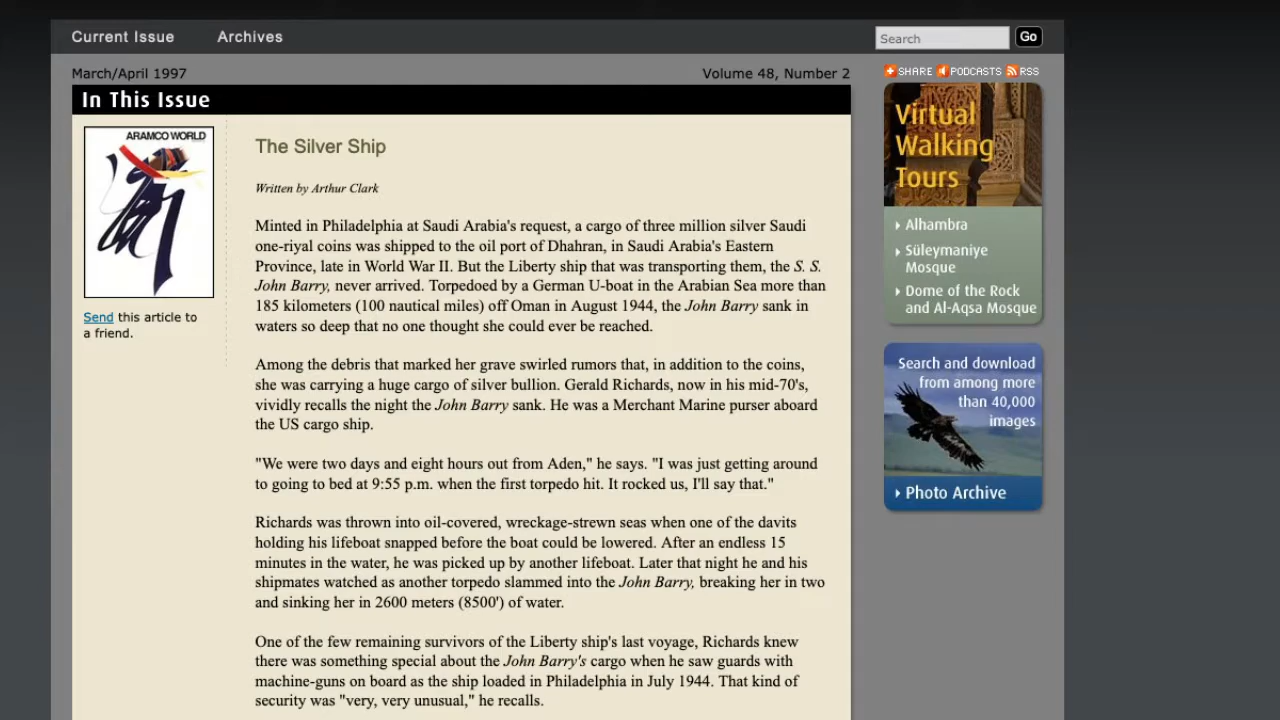 Current Issue
Archives
Search
Go
March/April 1997
Volume 48, Number 2
SHARE PODCASTS RSS
In This Issue
ARAMCO WORLD
Send this article to
a friend.
The Silver Ship
Written by Arthur Clark
Minted in Philadelphia at Saudi Arabia's request, a cargo of three million silver Saudi
one-riyal coins was shipped to the oil port of Dhahran, in Saudi Arabia's Eastern
Province, late in World War II. But the Liberty ship that was transporting them, the S. S.
John Barry, never arrived. Torpedoed by a German U-boat in the Arabian Sea more than
185 kilometers (100 nautical miles) off Oman in August 1944, the John Barry sank in
waters so deep that no one thought she could ever be reached.
Among the debris that marked her grave swirled rumors that, in addition to the coins,
she was carrying a huge cargo of silver bullion. Gerald Richards, now in his mid-70's,
vividly recalls the night the John Barry sank. He was a Merchant Marine purser aboard
the US cargo ship.
"We were two days and eight hours out from Aden," he says. "I was just getting around
to going to bed at 9:55 p.m. when the first torpedo hit. It rocked us, I'll say that."
Richards was thrown into oil-covered, wreckage-strewn seas when one of the davits
holding his lifeboat snapped before the boat could be lowered. After an endless 15
minutes in the water, he was picked up by another lifeboat. Later that night he and his
shipmates watched as another torpedo slammed into the John Barry, breaking her in two
and sinking her in 2600 meters (8500') of water.
One of the few remaining survivors of the Liberty ship's last voyage, Richards knew
there was something special about the John Barry's cargo when he saw guards with
machine-guns on board as the ship loaded in Philadelphia in July 1944. That kind of
security was "very, very unusual," he recalls.
Virtual
Walking
Tours
Alhambra
Süleymaniye
Mosque
Dome of the Rock
and Al-Aqsa Mosque
Search and download
from among more
than 40,000
images
Photo Archive